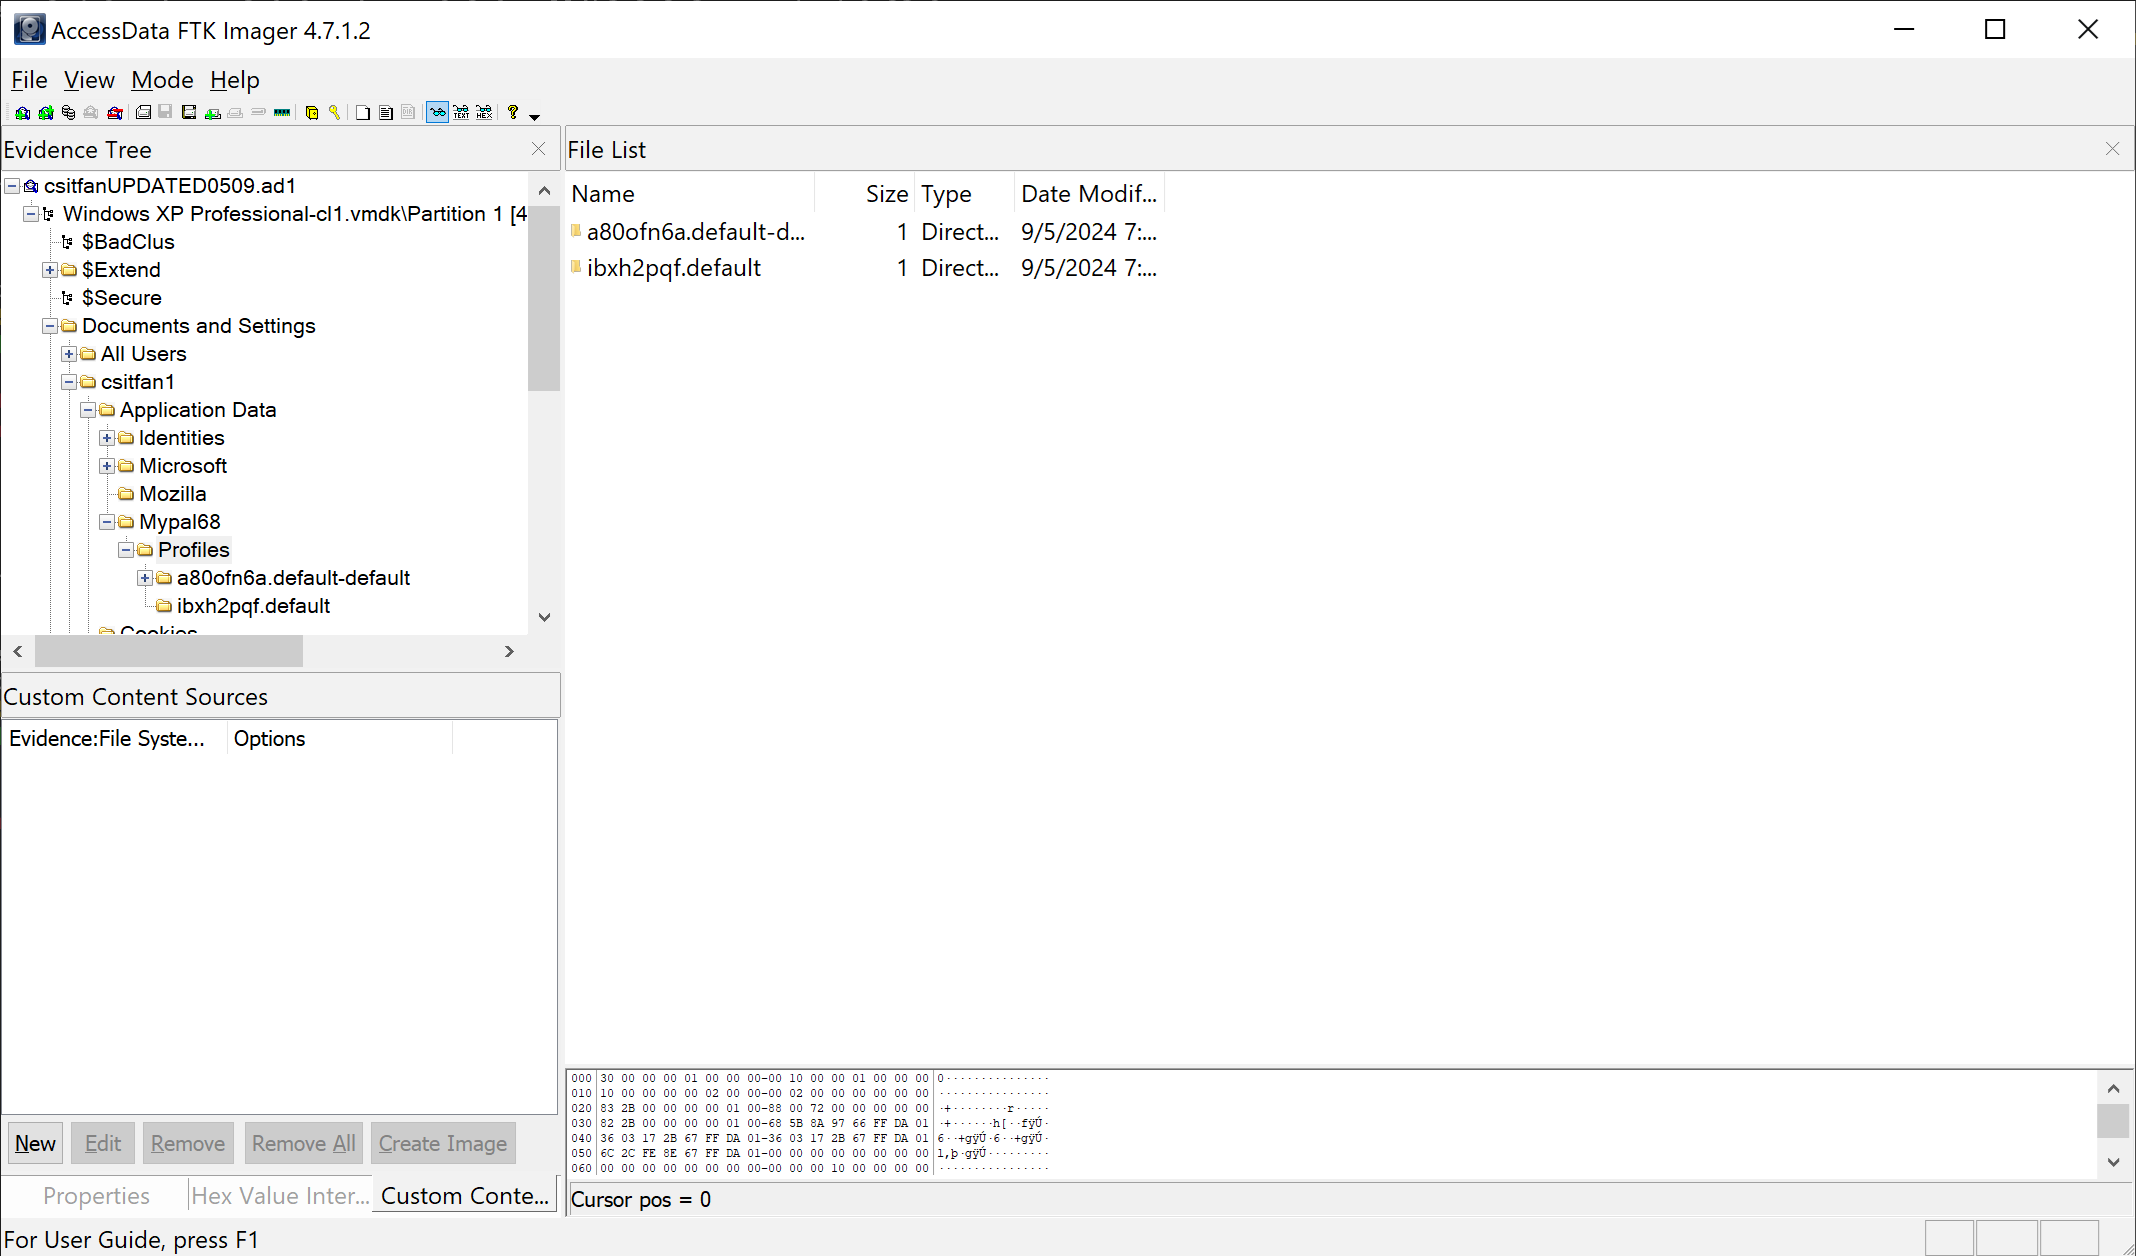 AccessData FTK Imager 4.7.1.2
File View Mode Help
Evidence Tree
csitfanUPDATED0509.ad1
Windows XP Professional-cl1.vmdk\Partition 1 [4
$BadClus
$Extend
$Secure
Documents and Settings
All Users
csitfan1
Application Data
Identities
Microsoft
Mozilla
Mypal68
Profiles
a80ofn6a.default-default
ibxh2pqf.default
Cookies
Custom Content Sources
Evidence:File Syste... Options
New Edit Remove Remove All Create Image
Properties Hex Value Inter... Custom Conte...
File List
Name Size Type Date Modif...
a80ofn6a.default-d... 1 Direct... 9/5/2024 7:...
ibxh2pqf.default 1 Direct... 9/5/2024 7:...
000 30 00 00 00 01 00 00 00-00 10 00 00 01 00 00 00 0···············
010 10 00 00 00 00 02 00 00-00 02 00 00 00 00 00 00 ················
020 83 2B 00 00 00 00 01 00-88 00 72 00 00 00 00 00 ·+········r·····
030 82 2B 00 00 00 00 01 00-68 5B 8A 97 66 FF DA 01 ·+······h[··fÿÚ·
040 36 03 17 2B 67 FF DA 01-36 03 17 2B 67 FF DA 01 6··+gÿÚ·6··+gÿÚ·
050 6C 2C FE 8E 67 FF DA 01-00 00 00 00 00 00 00 00 l,þ·gÿÚ·········
060 00 00 00 00 00 00 00 00-00 00 00 10 00 00 00 00 ················
Cursor pos = 0
For User Guide, press F1